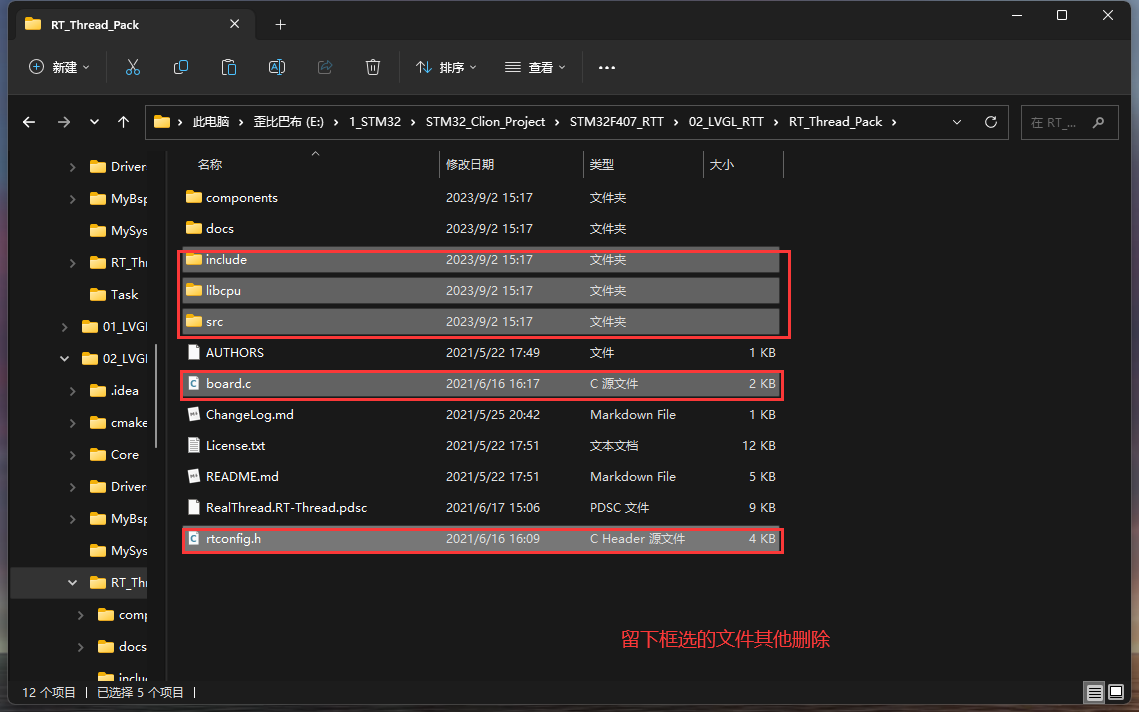 RT_Thread_Pack
新建
排序
查看
此电脑 歪比巴布 (E:) 1_STM32 STM32_Clion_Project STM32F407_RTT 02_LVGL_RTT RT_Thread_Pack
在 RT_...
名称 修改日期 类型 大小
Driver
MyBsp
MySys
RT_Thr
Task
01_LVGL
02_LVGL
.idea
cmake
Core
Driver
MyBsp
MySys
RT_Thr
comp
docs
inclu
components 2023/9/2 15:17 文件夹
docs 2023/9/2 15:17 文件夹
include 2023/9/2 15:17 文件夹
libcpu 2023/9/2 15:17 文件夹
src 2023/9/2 15:17 文件夹
AUTHORS 2021/5/22 17:49 文件 1 KB
board.c 2021/6/16 16:17 C 源文件 2 KB
ChangeLog.md 2021/5/25 20:42 Markdown File 1 KB
License.txt 2021/5/22 17:51 文本文档 12 KB
README.md 2021/5/22 17:51 Markdown File 5 KB
RealThread.RT-Thread.pdsc 2021/6/17 15:06 PDSC 文件 9 KB
rtconfig.h 2021/6/16 16:09 C Header 源文件 4 KB
留下框选的文件其他删除
12 个项目 | 已选择 5 个项目 |